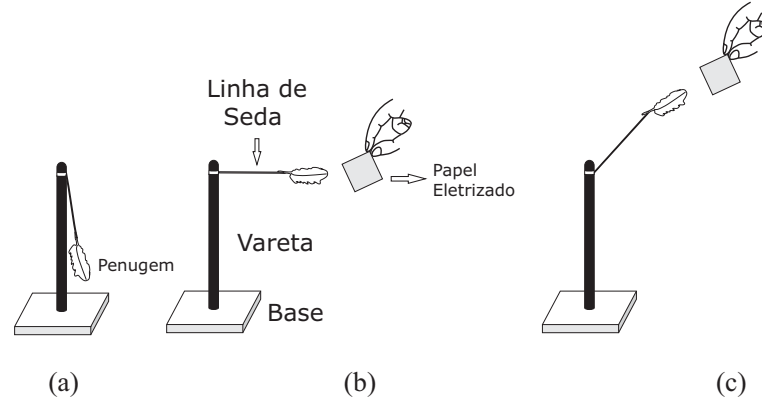 Linha de
Seda
Papel
Eletrizado
Penugem
Vareta
Base
(a)
(b)
(c)